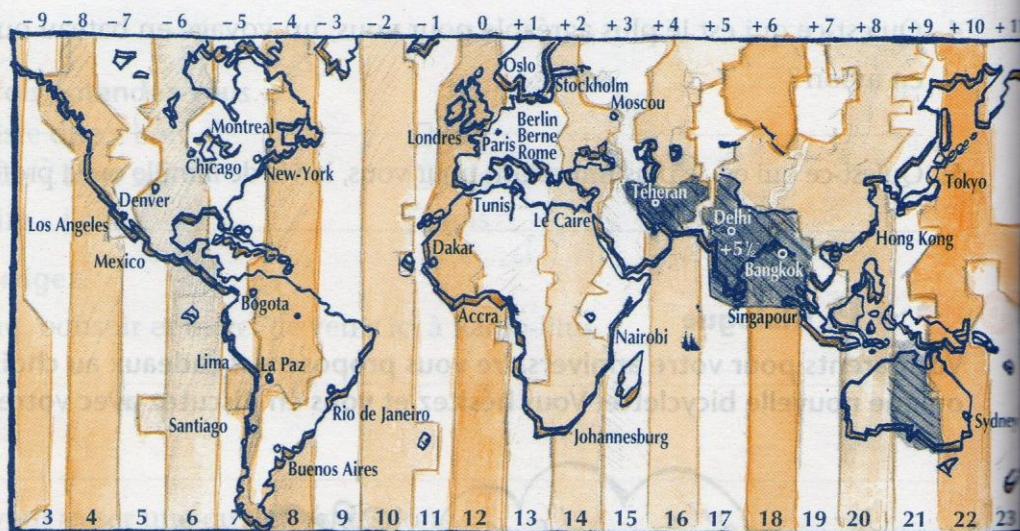 -9 -8 -7 -6 -5 -4 -3 -2 -1 0 +1 +2 +3 +4 +5 +6 +7 +8 +9 +10
Oslo
Stockholm
Moscou
Montreal
Londres
Berlin
Paris
Berne
Rome
Chicago
New-York
Teheran
Tokyo
Denver
Tunis
Le Caire
Delhi
Los Angeles
+5½
Hong Kong
Dakar
Mexico
Bangkok
Bogota
Accra
Singapour
Nairobi
Lima
La Paz
Rio de Janeiro
Santiago
Johannesburg
Sydney
Buenos Aires
3 4 5 6 7 8 9 10 11 12 13 14 15 16 17 18 19 20 21 22 23